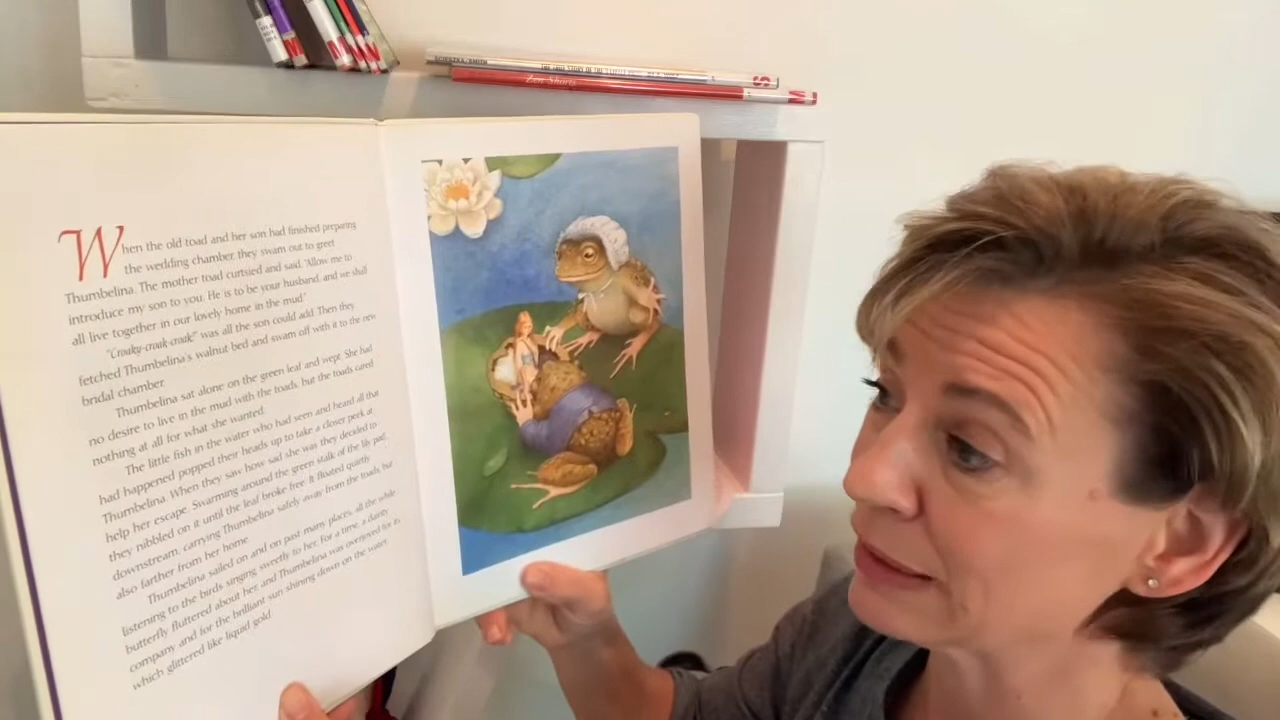 SCIESZKA/SMITH THE TRUE STORY OF THE
S
Zen Shorts
M
M
When the old toad and her son had finished preparing
the wedding chamber, they swam out to greet
Thumbelina. The mother toad curtsied and said, "Allow me to
introduce my son to you. He is to be your husband, and we shall
all live together in our lovely home in the mud."
"Croaky-croak-croak!" was all the son could add. Then they
fetched Thumbelina's walnut bed and swam off with it to the new
bridal chamber.
Thumbelina sat alone on the green leaf and wept. She had
no desire to live in the mud with the toads, but the toads cared
nothing at all for what she wanted.
The little fish in the water who had seen and heard all that
had happened popped their heads up to take a closer peek at
Thumbelina. When they saw how sad she was they decided to
help her escape. Swarming around the green stalk of the lily pad,
they nibbled on it until the leaf broke free. It floated quietly
downstream, carrying Thumbelina safely away from the toads, but
also farther from her home.
Thumbelina sailed on and on past many places, all the while
listening to the birds singing sweetly to her. For a time, a dainty
butterfly fluttered about her, and Thumbelina was overjoyed for its
company and for the brilliant sun shining down on the water
which glittered like liquid gold.